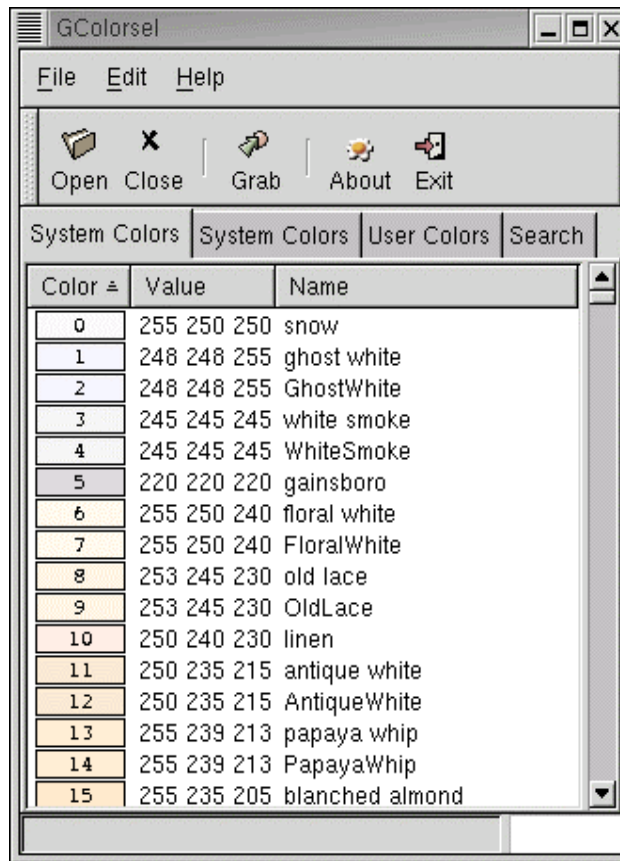 GColorsel
File Edit Help
Open Close Grab About Exit
System Colors System Colors User Colors Search
Color Value Name
0 255 250 250 snow
1 248 248 255 ghost white
2 248 248 255 GhostWhite
3 245 245 245 white smoke
4 245 245 245 WhiteSmoke
5 220 220 220 gainsboro
6 255 250 240 floral white
7 255 250 240 FloralWhite
8 253 245 230 old lace
9 253 245 230 OldLace
10 250 240 230 linen
11 250 235 215 antique white
12 250 235 215 AntiqueWhite
13 255 239 213 papaya whip
14 255 239 213 PapayaWhip
15 255 235 205 blanched almond